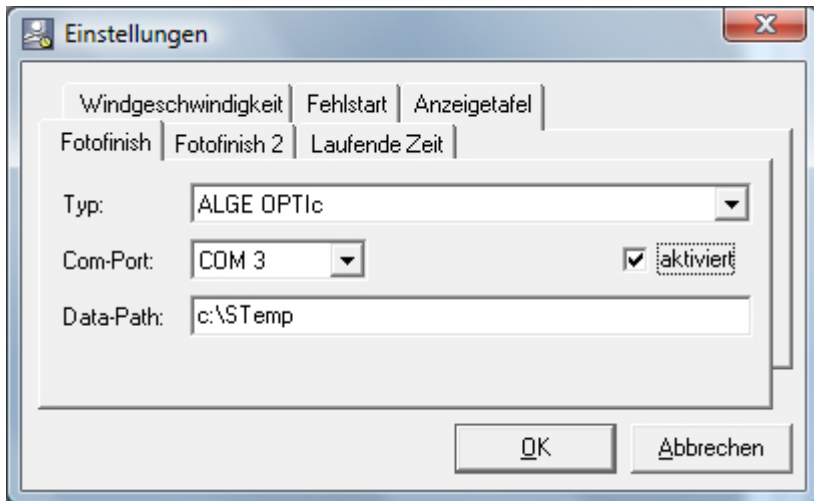 Einstellungen
Windgeschwindigkeit Fehlstart Anzeigetafel
Fotofinish Fotofinish 2 Laufende Zeit
Typ: ALGE OPTIc
Com-Port: COM 3 aktiviert
Data-Path: c:\STemp
OK Abbrechen